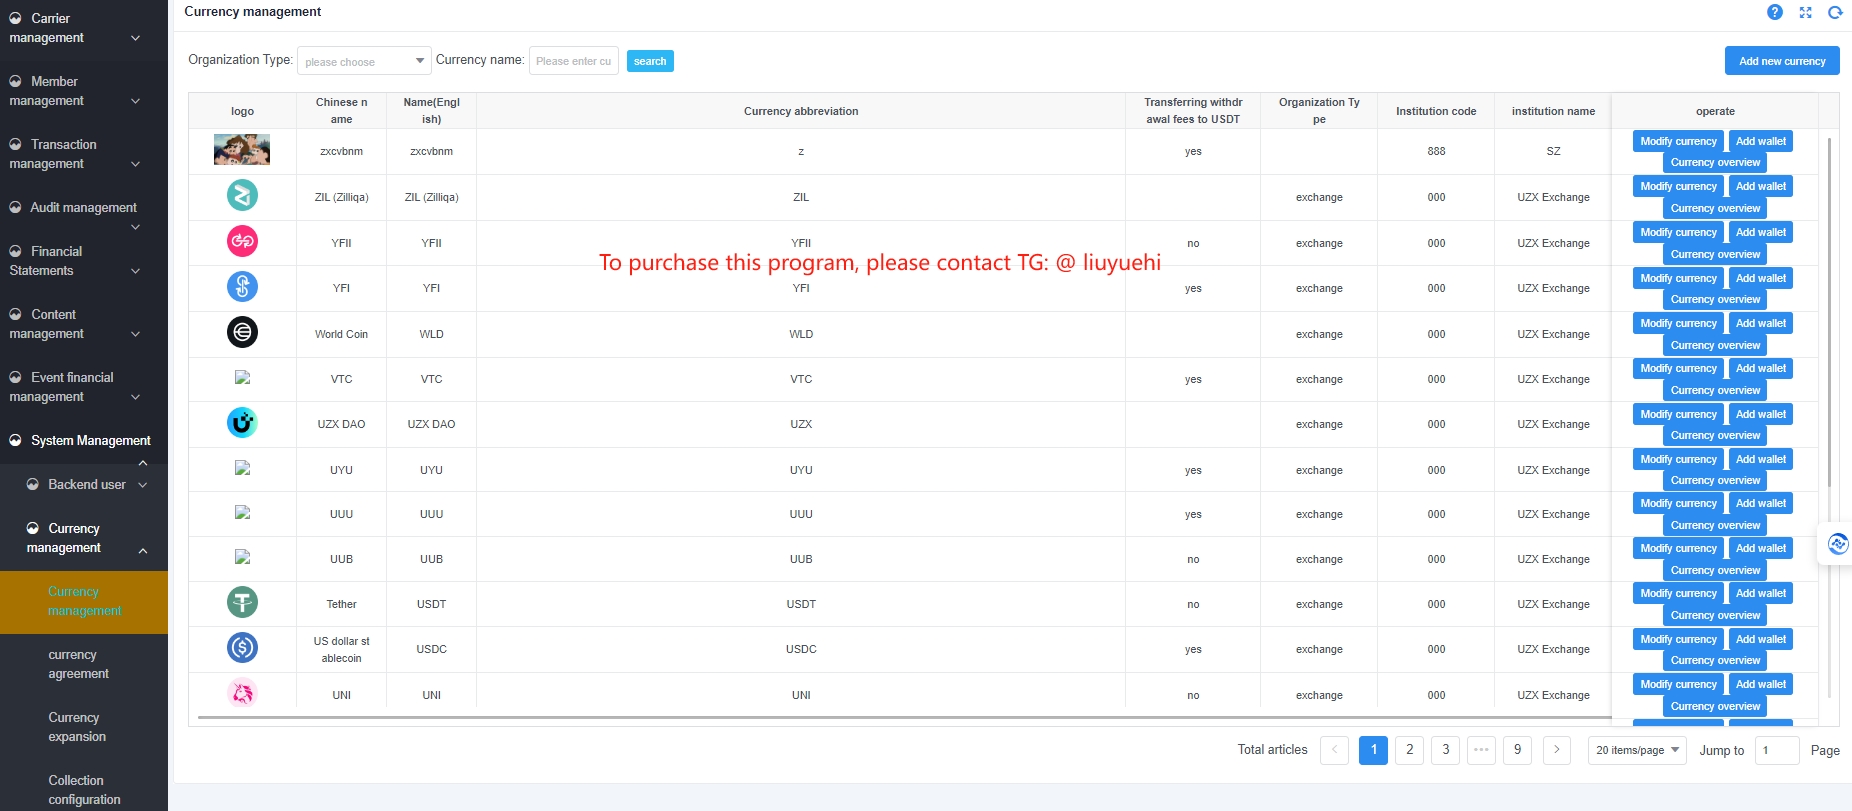 Carrier
management
Member
management
Transaction
management
Audit management
Financial
Statements
Content
management
Event financial
management
System Management
Backend user
Currency
management
Currency
management
currency
agreement
Currency
expansion
Collection
configuration
Currency management
Organization Type: please choose Currency name: Please enter cu search
Add new currency
logo Chinese n
ame Name(Engl
ish) Currency abbreviation Transferring withdr
awal fees to USDT Organization Ty
pe Institution code institution name operate
zxcvbnm zxcvbnm z yes 888 SZ Modify currency Add wallet
Currency overview
ZIL (Zilliqa) ZIL (Zilliqa) ZIL exchange 000 UZX Exchange Modify currency Add wallet
Currency overview
YFII YFII YFII no exchange 000 UZX Exchange Modify currency Add wallet
Currency overview
To purchase this program, please contact TG: @ liuyuehi
YFI YFI YFI yes exchange 000 UZX Exchange Modify currency Add wallet
Currency overview
World Coin WLD WLD exchange 000 UZX Exchange Modify currency Add wallet
Currency overview
VTC VTC VTC yes exchange 000 UZX Exchange Modify currency Add wallet
Currency overview
UZX DAO UZX DAO UZX exchange 000 UZX Exchange Modify currency Add wallet
Currency overview
UYU UYU UYU yes exchange 000 UZX Exchange Modify currency Add wallet
Currency overview
UUU UUU UUU yes exchange 000 UZX Exchange Modify currency Add wallet
Currency overview
UUB UUB UUB no exchange 000 UZX Exchange Modify currency Add wallet
Currency overview
Tether USDT USDT no exchange 000 UZX Exchange Modify currency Add wallet
Currency overview
US dollar st
ablecoin USDC USDC yes exchange 000 UZX Exchange Modify currency Add wallet
Currency overview
UNI UNI UNI no exchange 000 UZX Exchange Modify currency Add wallet
Currency overview
Total articles 1 2 3 ••• 9 20 items/page Jump to 1 Page